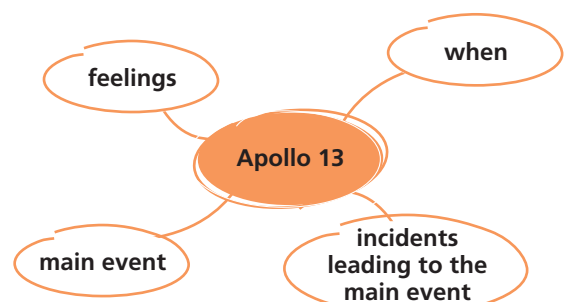 when
feelings
Apollo 13
main event
incidents
leading to the
main event